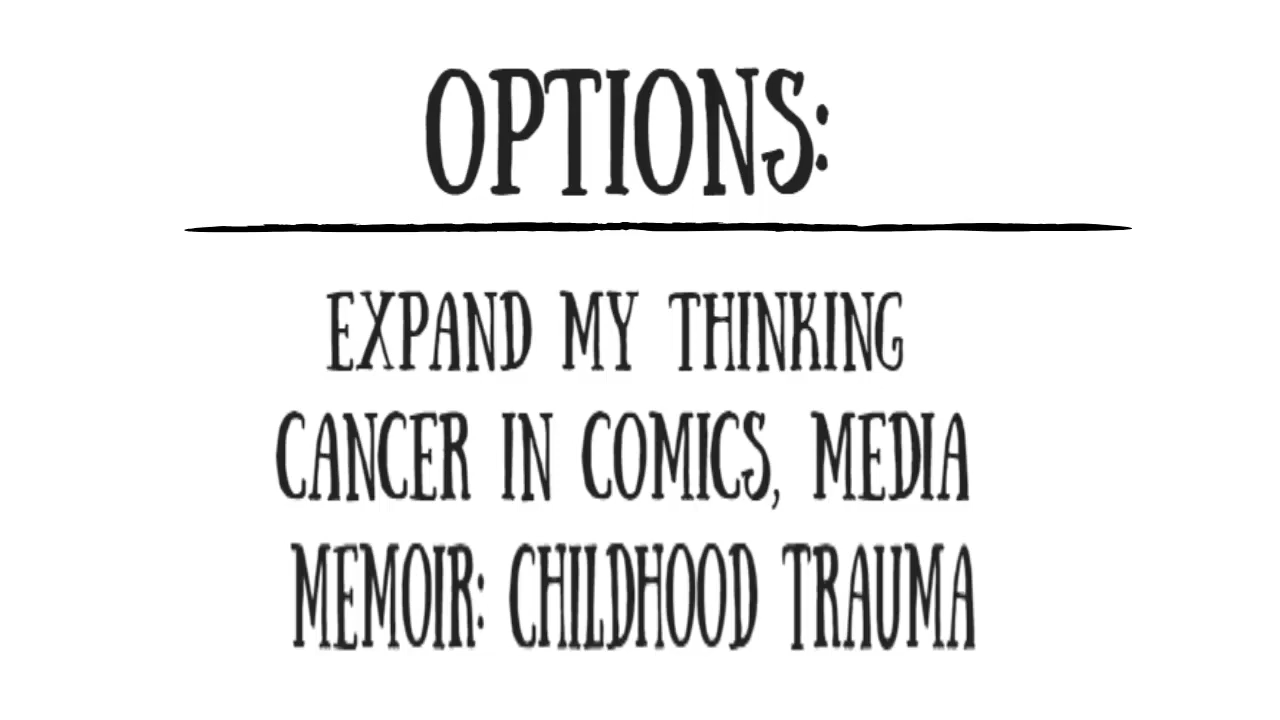 OPTIONS:
EXPAND MY THINKING
CANCER IN COMICS, MEDIA
MEMOIR: CHILDHOOD TRAUMA